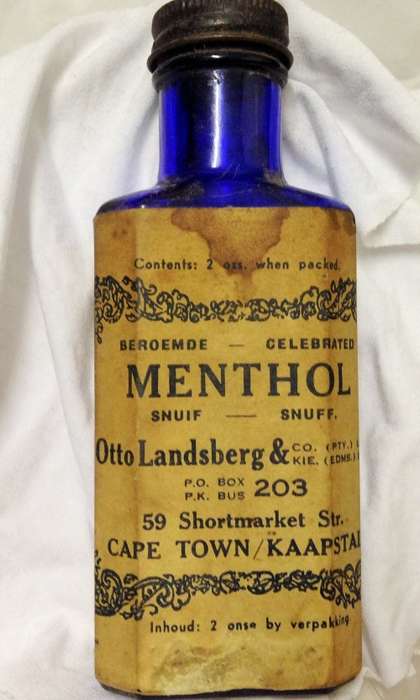 Contents: 2 ozs. when packed.
BEROEMDE — CELEBRATED
MENTHOL
SNUIF — SNUFF.
Otto Landsberg & CO. (PTY.)
KIE. (EDMS.)
P.O. BOX
P.K. BUS 203
59 Shortmarket Str.
CAPE TOWN/KAAPSTA
Inhoud: 2 onse by verpakking